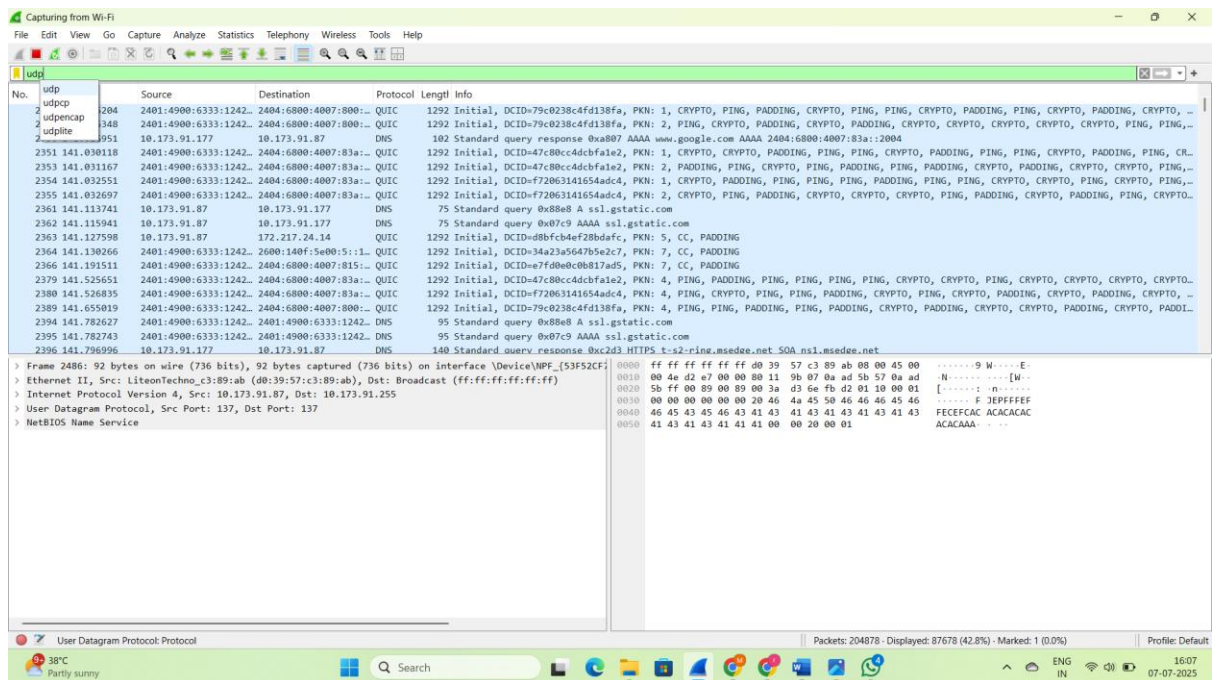 Capturing from Wi-Fi
File Edit View Go Capture Analyze Statistics Telephony Wireless Tools Help
udp
udp
udpcp
udpencap
udplite
No. Source Destination Protocol Lengtl Info
204 2401:4900:6333:1242… 2404:6800:4007:800:… QUIC 1292 Initial, DCID=79c0238c4fd138fa, PKN: 1, CRYPTO, PING, PADDING, CRYPTO, PING, PING, CRYPTO, PADDING, PING, CRYPTO, PADDING, CRYPTO, …
348 2401:4900:6333:1242… 2404:6800:4007:800:… QUIC 1292 Initial, DCID=79c0238c4fd138fa, PKN: 2, PING, CRYPTO, PADDING, CRYPTO, PADDING, CRYPTO, CRYPTO, CRYPTO, CRYPTO, CRYPTO, PING, PING,…
951 10.173.91.177 10.173.91.87 DNS 102 Standard query response 0xa807 AAAA www.google.com AAAA 2404:6800:4007:83a::2004
2351 141.030118 2401:4900:6333:1242… 2404:6800:4007:83a:… QUIC 1292 Initial, DCID=47c80cc4dcbfa1e2, PKN: 1, CRYPTO, CRYPTO, PADDING, PING, PING, CRYPTO, PADDING, PING, PING, CRYPTO, PADDING, PING, CR…
2353 141.031167 2401:4900:6333:1242… 2404:6800:4007:83a:… QUIC 1292 Initial, DCID=47c80cc4dcbfa1e2, PKN: 2, PADDING, PING, CRYPTO, PING, PADDING, CRYPTO, PING, PADDING, CRYPTO, CRYPTO, CRYPTO, PING,…
2354 141.032551 2401:4900:6333:1242… 2404:6800:4007:83a:… QUIC 1292 Initial, DCID=f72063141654adc4, PKN: 1, CRYPTO, PADDING, PING, PING, PING, PADDING, PING, PING, CRYPTO, CRYPTO, PING, CRYPTO, PING,…
2355 141.032697 2401:4900:6333:1242… 2404:6800:4007:83a:… QUIC 1292 Initial, DCID=f72063141654adc4, PKN: 2, CRYPTO, PING, PADDING, CRYPTO, PADDING, CRYPTO, CRYPTO, CRYPTO, PADDING, PING, PING, CRYPTO…
2361 141.113741 10.173.91.87 10.173.91.177 DNS 75 Standard query 0x88e8 A ssl.gstatic.com
2362 141.115941 10.173.91.87 10.173.91.177 DNS 75 Standard query 0x07c9 AAAA ssl.gstatic.com
2363 141.127598 10.173.91.87 172.217.24.14 QUIC 1292 Initial, DCID=d8bfcb4ef28bdafc, PKN: 5, CC, PADDING
2364 141.130266 2401:4900:6333:1242… 2600:140f:5e00:5::1… QUIC 1292 Initial, DCID=34a23a5647b5e2c7, PKN: 7, CC, PADDING
2366 141.191511 2401:4900:6333:1242… 2404:6800:4007:815:… QUIC 1292 Initial, DCID=e7fd0e0c0b817ad5, PKN: 7, CC, PADDING
2379 141.525651 2401:4900:6333:1242… 2404:6800:4007:83a:… QUIC 1292 Initial, DCID=47c80cc4dcbfa1e2, PKN: 4, PING, PADDING, PING, PING, PING, PING, CRYPTO, CRYPTO, PING, CRYPTO, CRYPTO, CRYPTO, CRYPTO…
2380 141.526835 2401:4900:6333:1242… 2404:6800:4007:83a:… QUIC 1292 Initial, DCID=f72063141654adc4, PKN: 4, PING, CRYPTO, PING, PING, PADDING, CRYPTO, PING, CRYPTO, PADDING, CRYPTO, PADDING, CRYPTO, …
2389 141.655019 2401:4900:6333:1242… 2404:6800:4007:800:… QUIC 1292 Initial, DCID=79c0238c4fd138fa, PKN: 4, PING, PING, PADDING, PING, CRYPTO, PADDING, CRYPTO, PING, CRYPTO, PADDING, CRYPTO, PADDI…
2394 141.782627 2401:4900:6333:1242… 2401:4900:6333:1242… DNS 95 Standard query 0x88e8 A ssl.gstatic.com
2395 141.782743 2401:4900:6333:1242… 2401:4900:6333:1242… DNS 95 Standard query 0x07c9 AAAA ssl.gstatic.com
2396 141.796996 10.173.91.177 10.173.91.87 DNS 140 Standard query response 0xc2d3 HTTPS t-s2-ring.msedge.net SOA ns1.msedge.net
Frame 2486: 92 bytes on wire (736 bits), 92 bytes captured (736 bits) on interface \Device\NPF_{53F52CF
Ethernet II, Src: LiteonTechno_c3:89:ab (d0:39:57:c3:89:ab), Dst: Broadcast (ff:ff:ff:ff:ff:ff)
Internet Protocol Version 4, Src: 10.173.91.87, Dst: 10.173.91.255
User Datagram Protocol, Src Port: 137, Dst Port: 137
NetBIOS Name Service
0000 ff ff ff ff ff ff d0 39 57 c3 89 ab 08 00 45 00 ·······9 W·····E·
0010 00 4e d2 e7 00 00 80 11 9b 07 0a ad 5b 57 0a ad ·N······ ····[W··
0020 5b ff 00 89 00 89 00 3a d3 6e fb d2 01 10 00 01 [······: ·n······
0030 00 00 00 00 00 00 20 46 4a 45 50 46 46 46 45 46 ······ F JEPFFFEF
0040 46 45 43 45 46 43 41 43 41 43 41 43 41 43 41 43 FECEFCAC ACACACAC
0050 41 43 41 43 41 41 41 00 00 20 00 01 ACACAAA· · ··
User Datagram Protocol: Protocol
Packets: 204878 · Displayed: 87678 (42.8%) · Marked: 1 (0.0%)
Profile: Default
9+
38°C
Partly sunny
Search
ENG
IN
16:07
07-07-2025